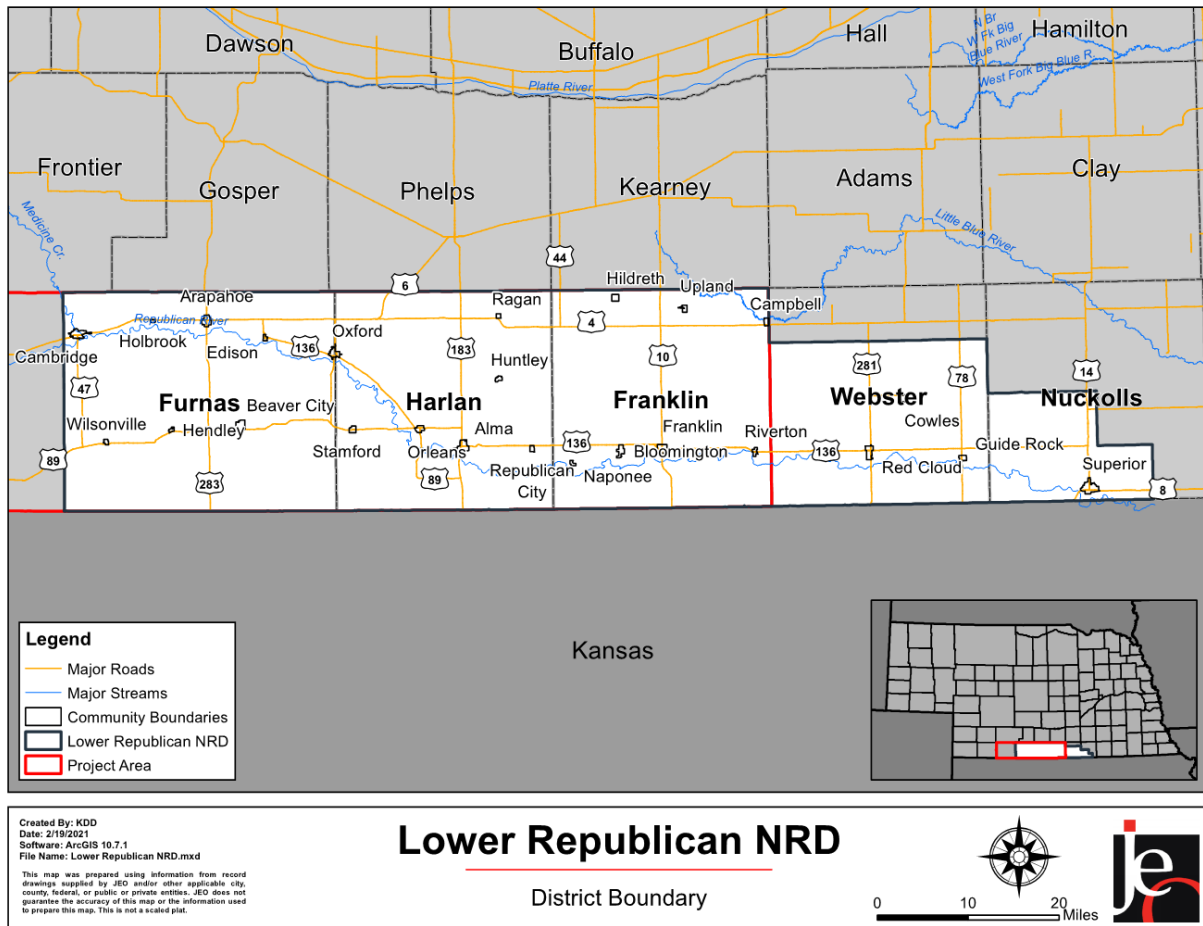 Dawson
Buffalo
Hall
Hamilton
N Br
W Fk Big
Blue River
West Fork Big Blue R.
Platte River
Frontier
Gosper
Phelps
Kearney
Adams
Clay
Medicine Cr.
Little Blue River
44
6
Hildreth
Upland
Arapahoe
Ragan
Campbell
Republican River
Holbrook
Edison
136
Oxford
4
Cambridge
183
10
281
78
14
Huntley
47
Furnas
Harlan
Franklin
Webster
Nuckolls
Beaver City
Wilsonville
Hendley
Alma
Franklin
Cowles
Stamford
Orleans
136
Bloomington
Riverton
136
Guide Rock
89
283
89
Republican
City
Naponee
Red Cloud
Superior
8
Kansas
Legend
Major Roads
Major Streams
Community Boundaries
Lower Republican NRD
Project Area
Created By: KDD
Date: 2/19/2021
Software: ArcGIS 10.7.1
File Name: Lower Republican NRD.mxd
This map was prepared using information from record
drawings supplied by JEO and/or other applicable city,
county, federal, or public or private entities. JEO does not
guarantee the accuracy of this map or the information used
to prepare this map. This is not a scaled plat.
Lower Republican NRD
District Boundary
0 10 20 Miles
jeo